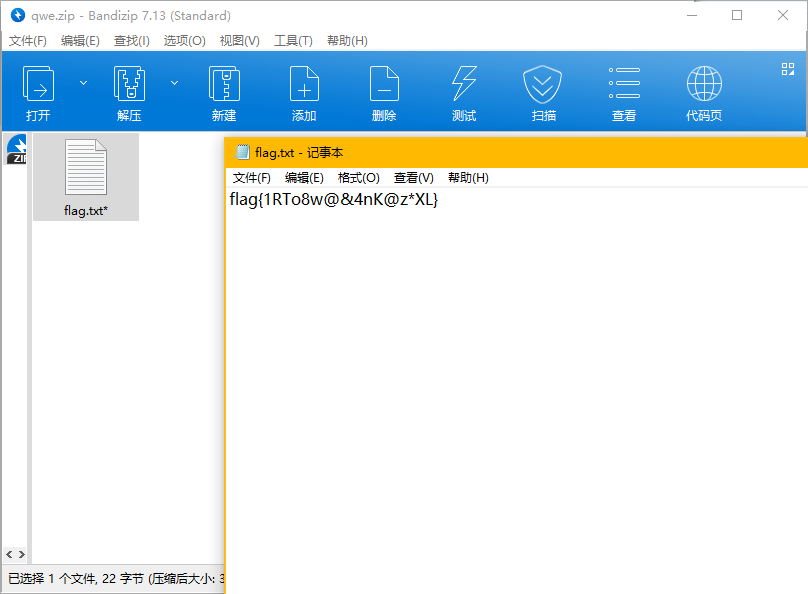 qwe.zip - Bandizip 7.13 (Standard)
文件(F) 编辑(E) 查找(I) 选项(O) 视图(V) 工具(T) 帮助(H)
打开 解压 新建 添加 删除 测试 扫描 查看 代码页
ZIP
flag.txt*
flag.txt - 记事本
文件(F) 编辑(E) 格式(O) 查看(V) 帮助(H)
flag{1RTo8w@&4nK@z*XL}
已选择 1 个文件, 22 字节 (压缩后大小: 3